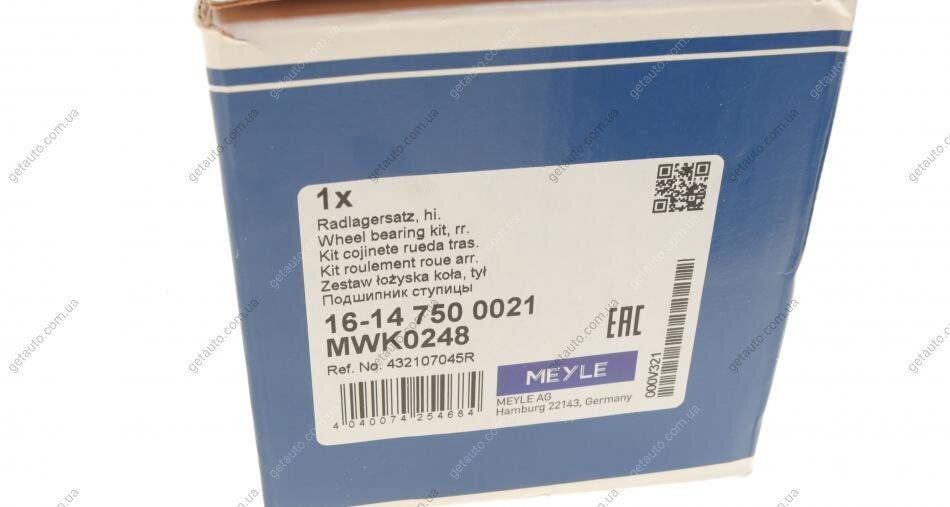 1x
Radlagersatz, hi.
Wheel bearing kit, rr.
Kit cojinete rueda tras.
Kit roulement roue arr.
Zestaw łożyska koła, tył
Подшипник ступицы
16-14 750 0021
MWK0248
Ref. No. 432107045R
EAC
000V321
MEYLE
MEYLE AG
Hamburg 22143, Germany
4 040074 254684
getauto.com.ua